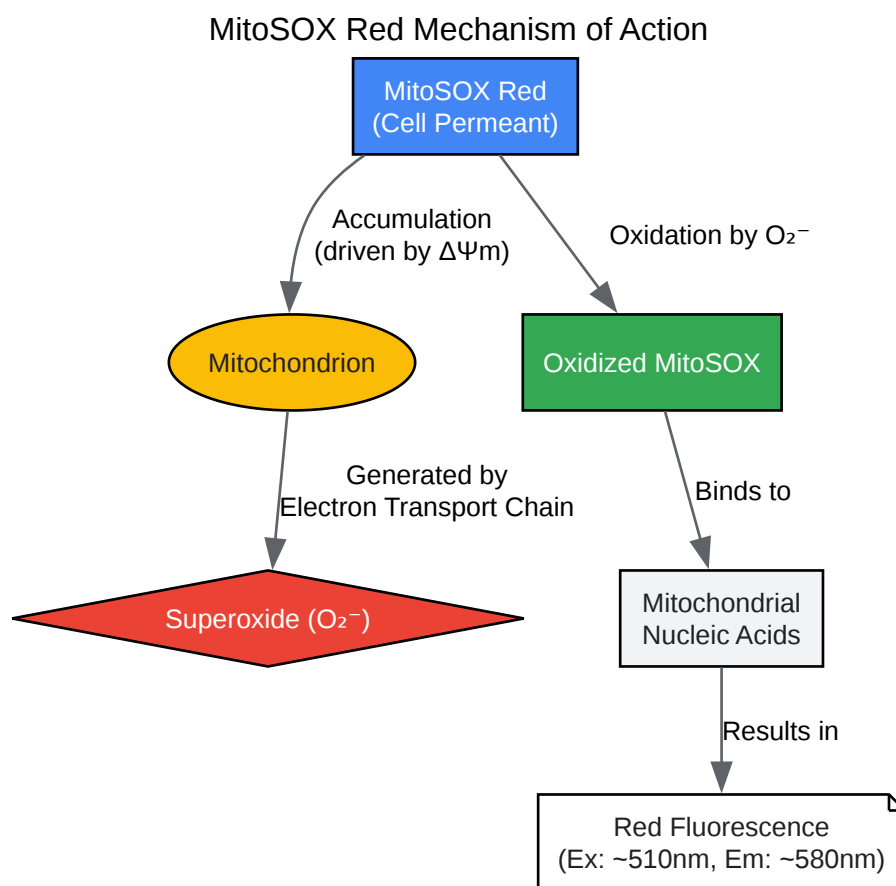 MitoSOX Red Mechanism of Action
MitoSOX Red
(Cell Permeant)
Accumulation
(driven by ΔΨm)
Oxidation by O₂⁻
Mitochondrion
Oxidized MitoSOX
Generated by
Electron Transport Chain
Binds to
Superoxide (O₂⁻)
Mitochondrial
Nucleic Acids
Results in
Red Fluorescence
(Ex: ~510nm, Em: ~580nm)